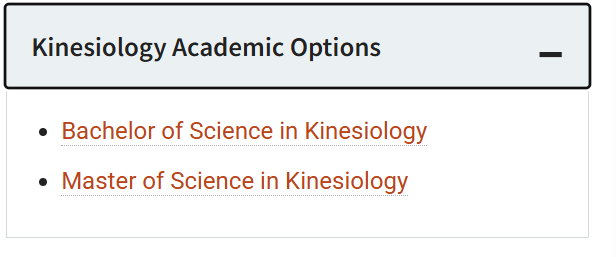 Kinesiology Academic Options
Bachelor of Science in Kinesiology
Master of Science in Kinesiology